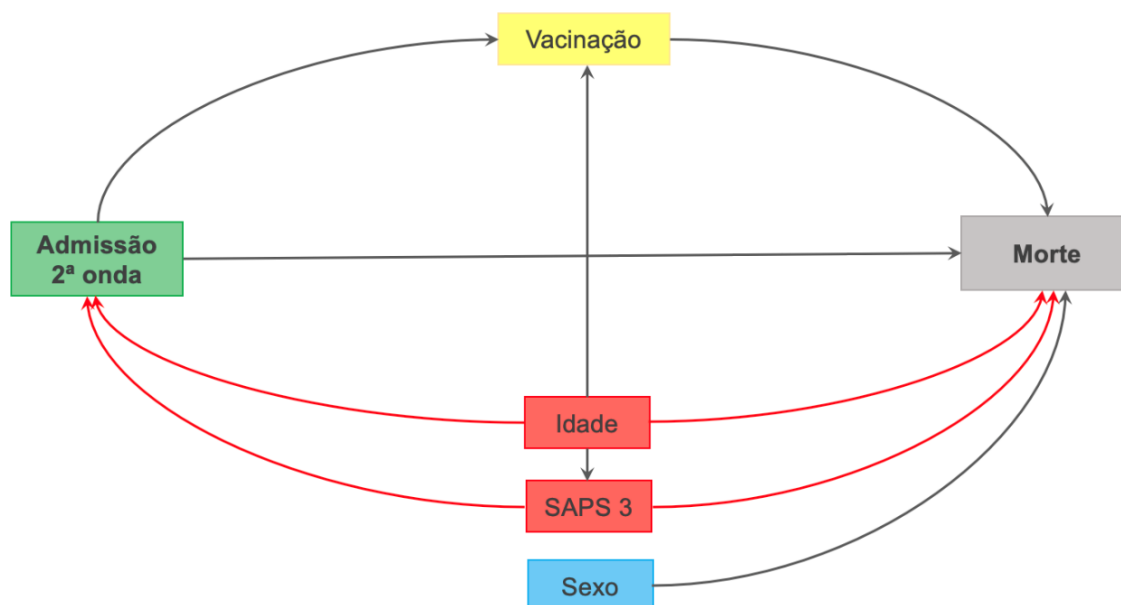 Vacinação
Admissão
2ª onda
Morte
Idade
SAPS 3
Sexo